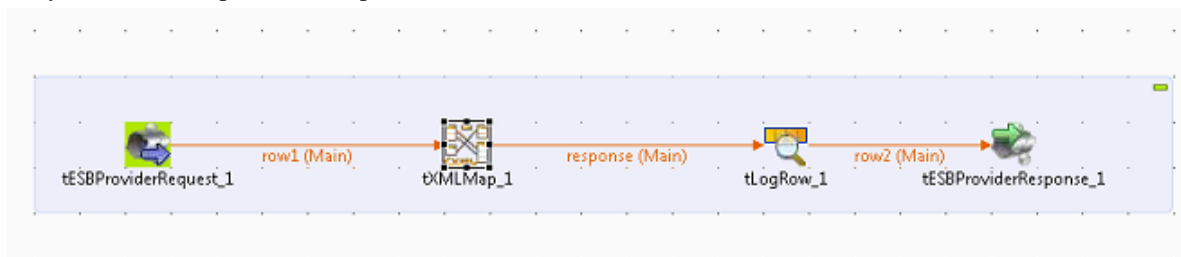 row1 (Main)
response (Main)
row2 (Main)
tESBProviderRequest_1
tXMLMap_1
tLogRow_1
tESBProviderResponse_1